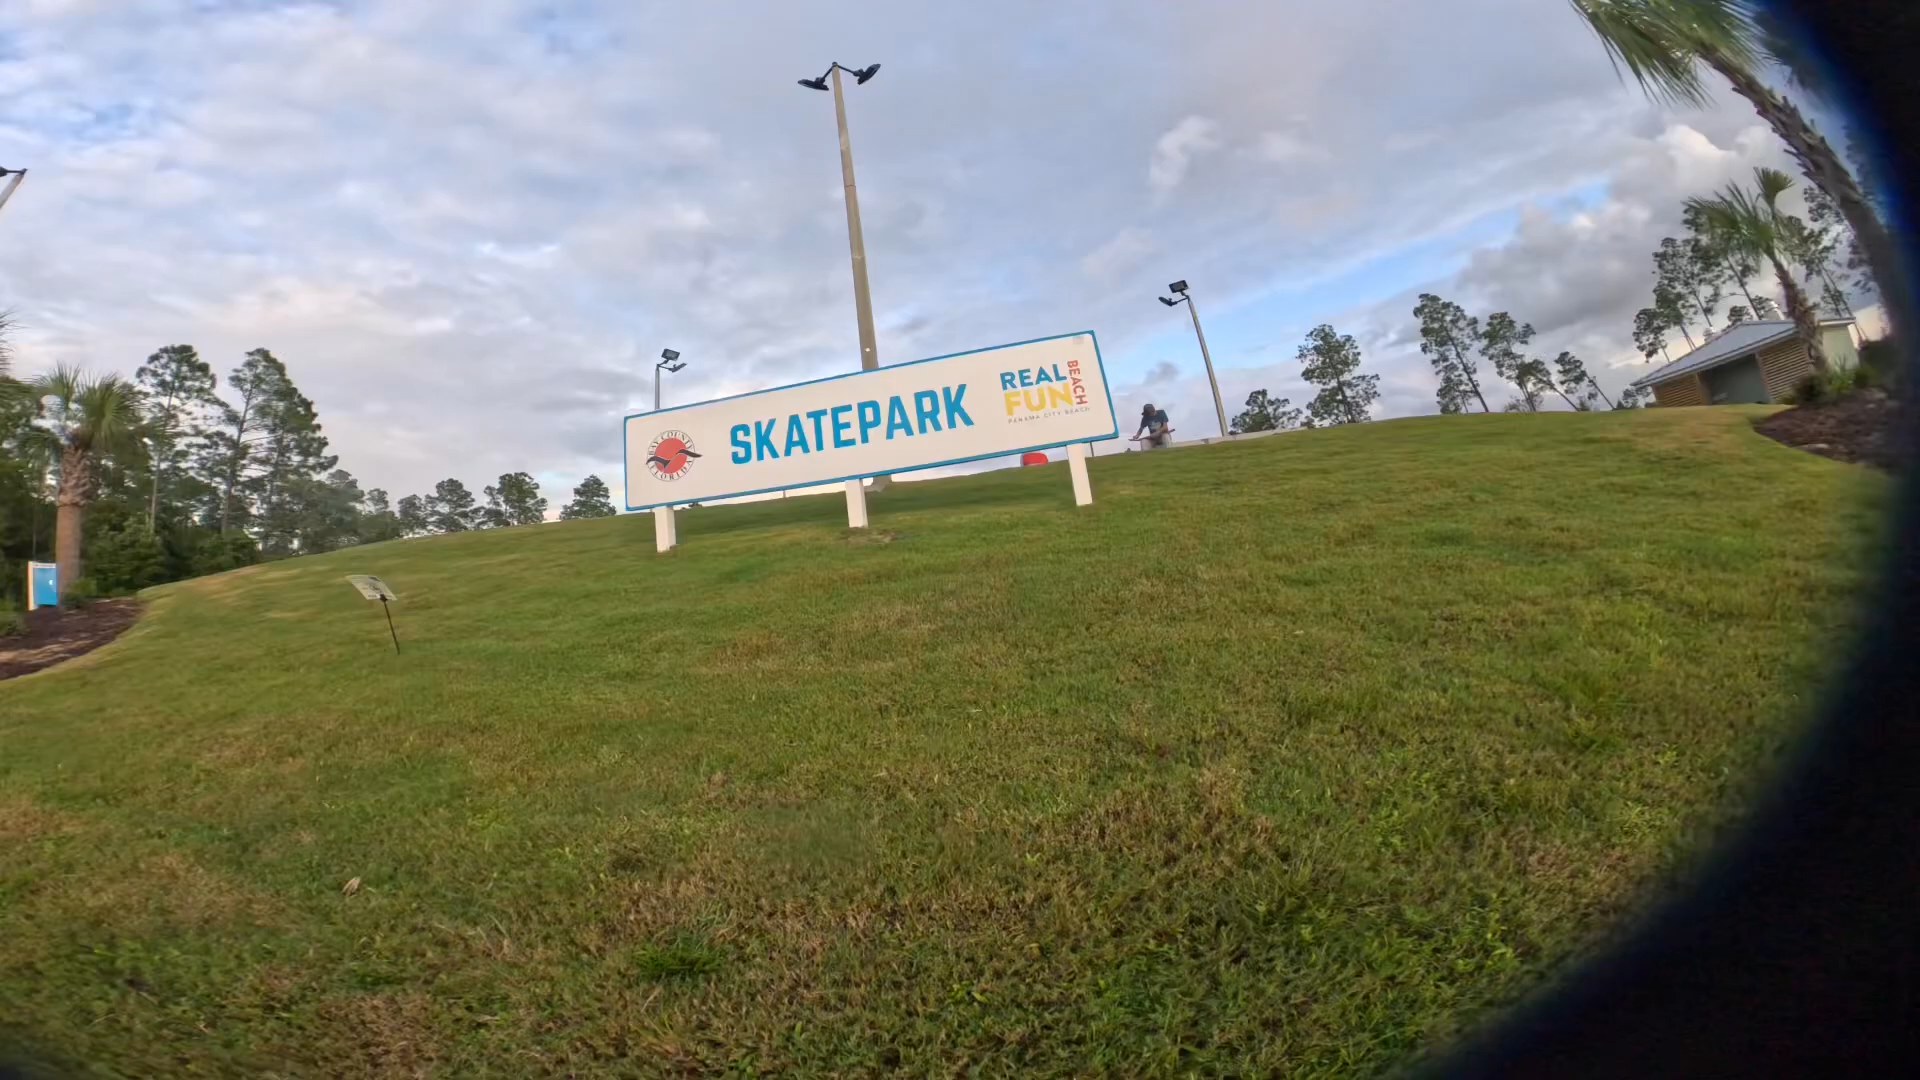 BAY COUNTY
FLORIDA
SKATEPARK
REAL
FUN
BEACH
PANAMA CITY BEACH